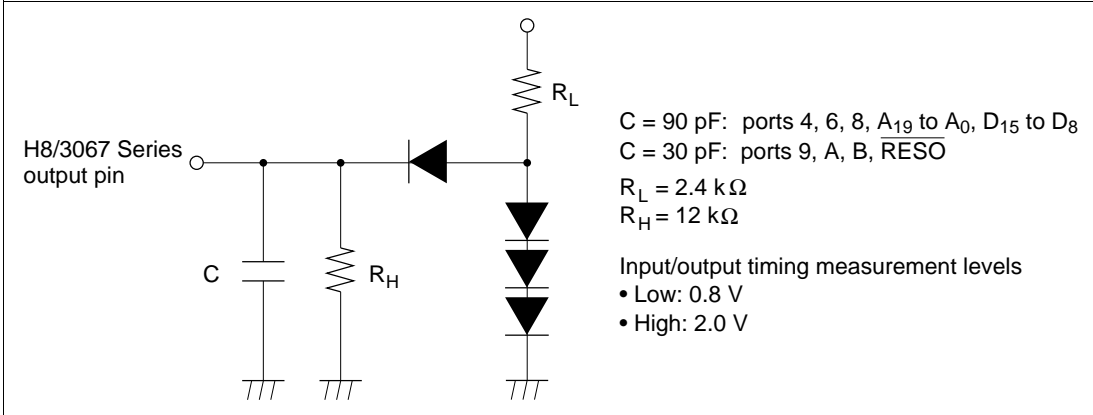 R_L
H8/3067 Series
output pin
C
R_H
C = 90 pF: ports 4, 6, 8, A₁₉ to A₀, D₁₅ to D₈
C = 30 pF: ports 9, A, B, R̅E̅S̅O̅
R_L = 2.4 kΩ
R_H = 12 kΩ
Input/output timing measurement levels
• Low: 0.8 V
• High: 2.0 V